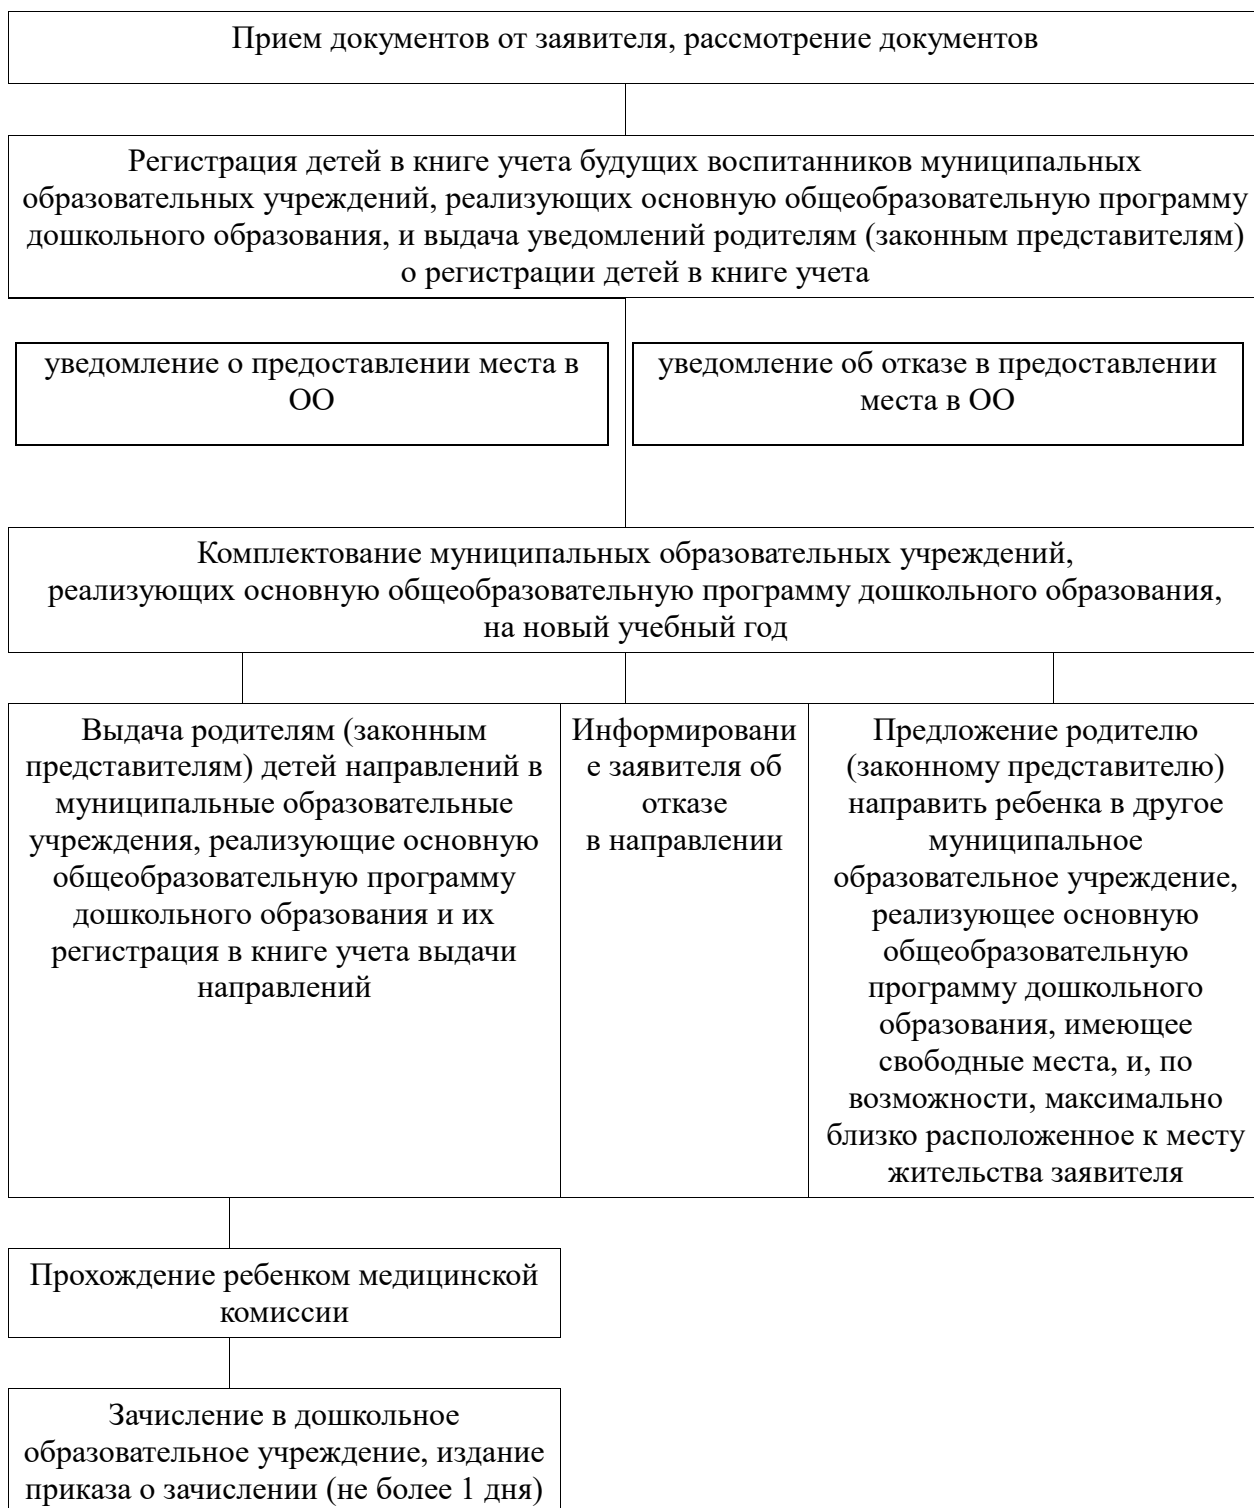 Прием документов от заявителя, рассмотрение документов
Регистрация детей в книге учета будущих воспитанников муниципальных
образовательных учреждений, реализующих основную общеобразовательную программу
дошкольного образования, и выдача уведомлений родителям (законным представителям)
о регистрации детей в книге учета
уведомление о предоставлении места в
ОО
уведомление об отказе в предоставлении
места в ОО
Комплектование муниципальных образовательных учреждений,
реализующих основную общеобразовательную программу дошкольного образования,
на новый учебный год
Выдача родителям (законным
представителям) детей направлений в
муниципальные образовательные
учреждения, реализующие основную
общеобразовательную программу
дошкольного образования и их
регистрация в книге учета выдачи
направлений
Информировани
е заявителя об
отказе
в направлении
Предложение родителю
(законному представителю)
направить ребенка в другое
муниципальное
образовательное учреждение,
реализующее основную
общеобразовательную
программу дошкольного
образования, имеющее
свободные места, и, по
возможности, максимально
близко расположенное к месту
жительства заявителя
Прохождение ребенком медицинской
комиссии
Зачисление в дошкольное
образовательное учреждение, издание
приказа о зачислении (не более 1 дня)